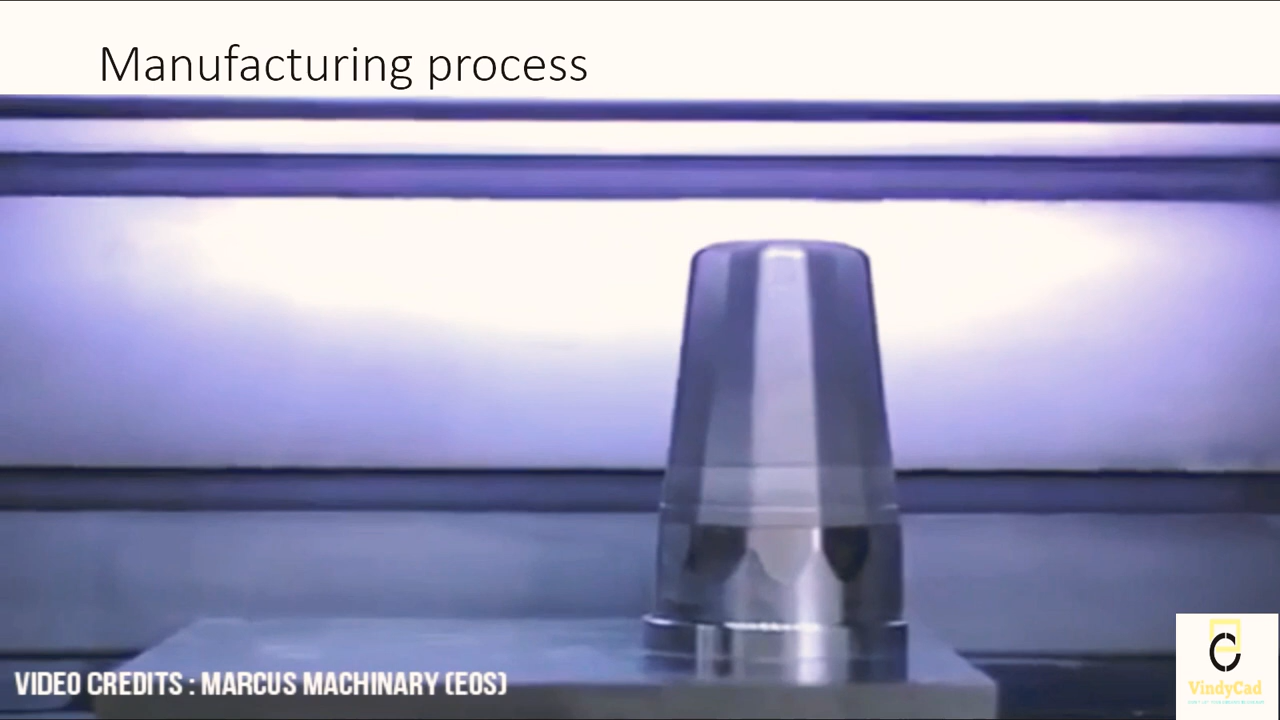 Manufacturing process
VIDEO CREDITS : MARCUS MACHINARY (EOS)
VindyCad